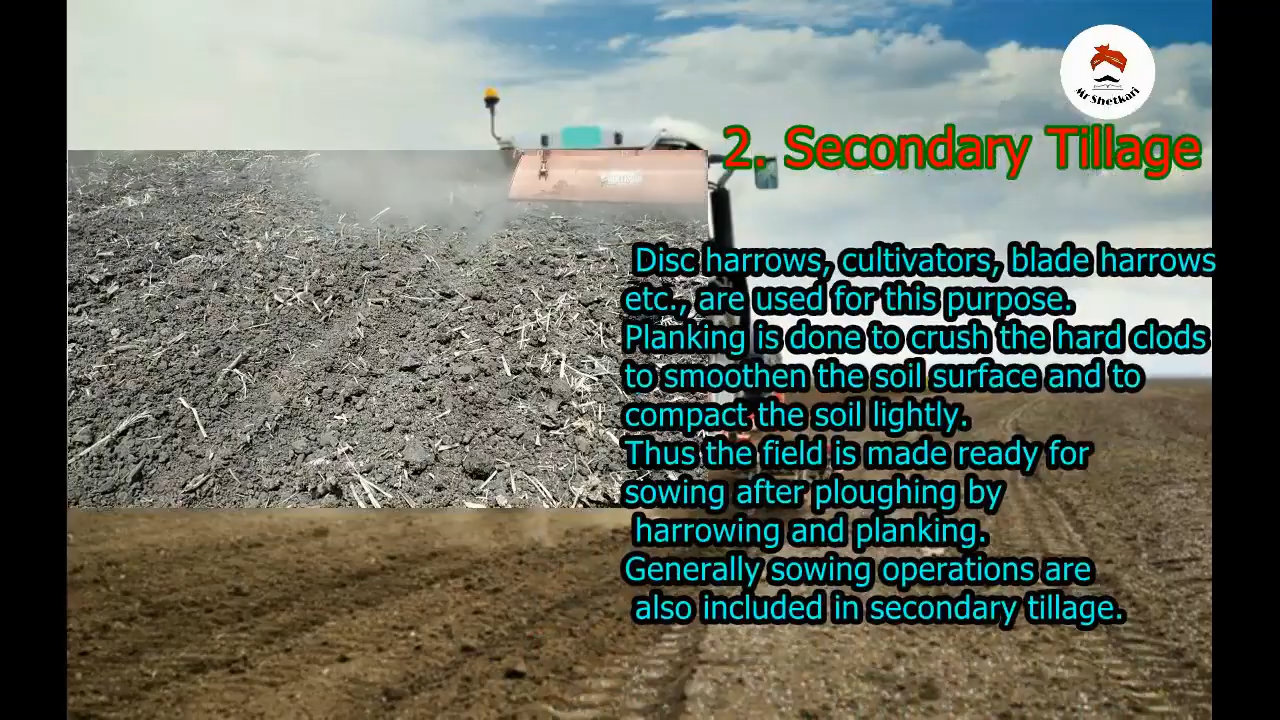 Mr Shetkari
2. Secondary Tillage
Disc harrows, cultivators, blade harrows
etc., are used for this purpose.
Planking is done to crush the hard clods
to smoothen the soil surface and to
compact the soil lightly.
Thus the field is made ready for
sowing after ploughing by
harrowing and planking.
Generally sowing operations are
also included in secondary tillage.